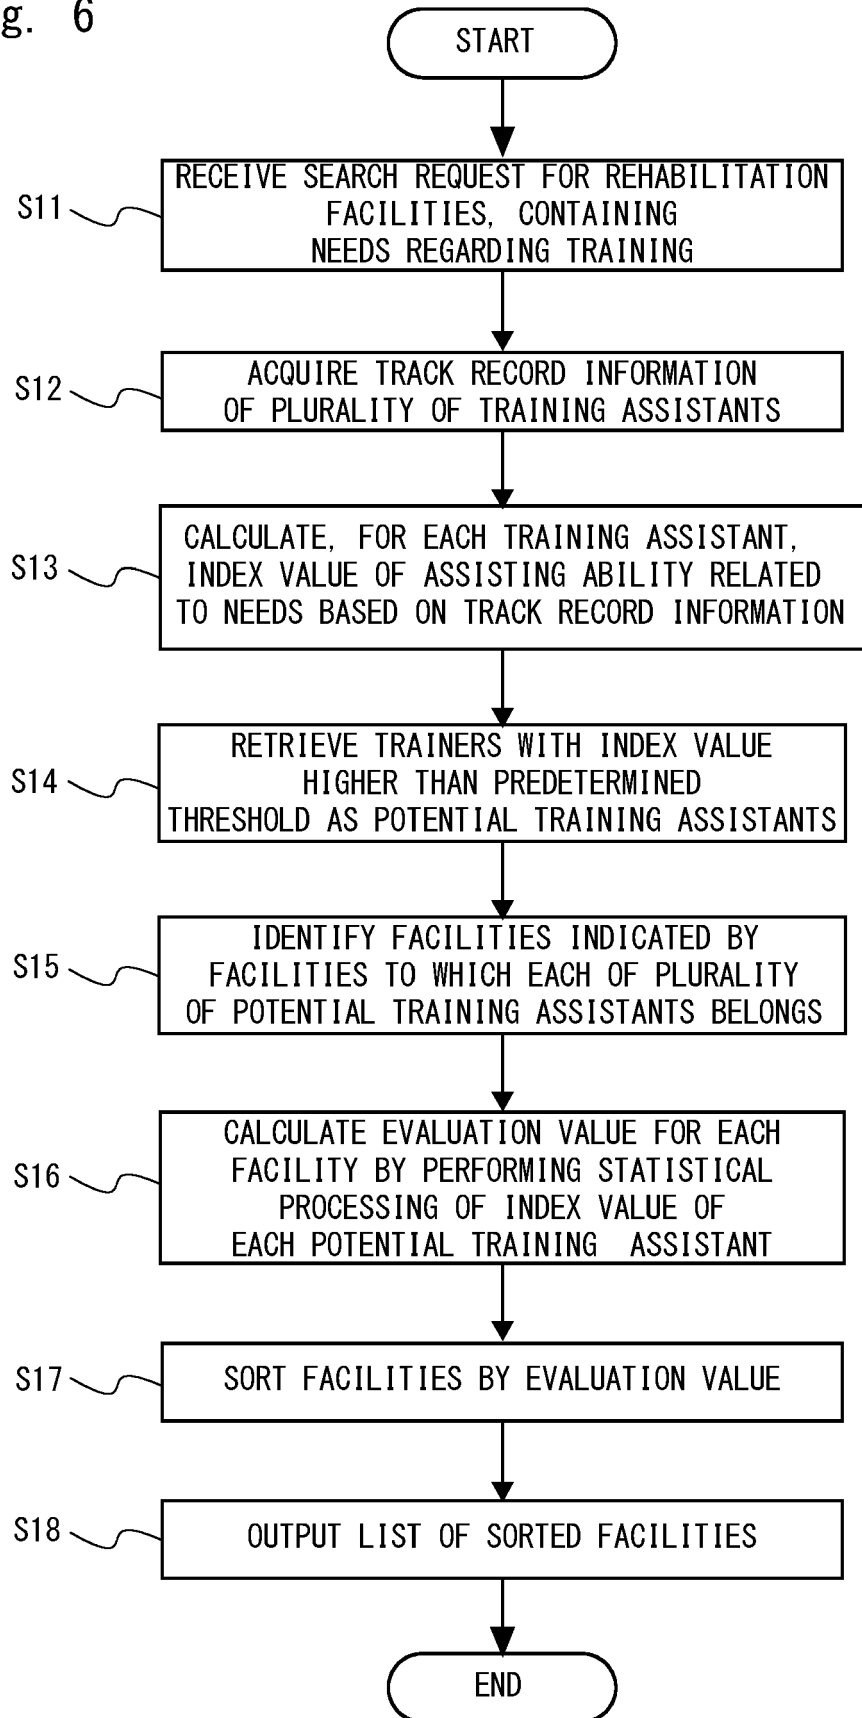 g. 6
START
S11
RECEIVE SEARCH REQUEST FOR REHABILITATION
FACILITIES, CONTAINING
NEEDS REGARDING TRAINING
S12
ACQUIRE TRACK RECORD INFORMATION
OF PLURALITY OF TRAINING ASSISTANTS
S13
CALCULATE, FOR EACH TRAINING ASSISTANT,
INDEX VALUE OF ASSISTING ABILITY RELATED
TO NEEDS BASED ON TRACK RECORD INFORMATION
S14
RETRIEVE TRAINERS WITH INDEX VALUE
HIGHER THAN PREDETERMINED
THRESHOLD AS POTENTIAL TRAINING ASSISTANTS
S15
IDENTIFY FACILITIES INDICATED BY
FACILITIES TO WHICH EACH OF PLURALITY
OF POTENTIAL TRAINING ASSISTANTS BELONGS
S16
CALCULATE EVALUATION VALUE FOR EACH
FACILITY BY PERFORMING STATISTICAL
PROCESSING OF INDEX VALUE OF
EACH POTENTIAL TRAINING ASSISTANT
S17
SORT FACILITIES BY EVALUATION VALUE
S18
OUTPUT LIST OF SORTED FACILITIES
END